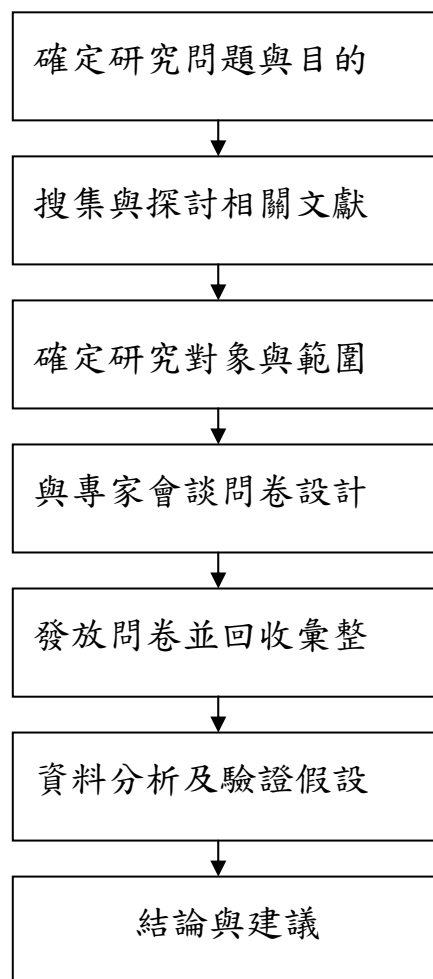 確定研究問題與目的
搜集與探討相關文獻
確定研究對象與範圍
與專家會談問卷設計
發放問卷並回收彙整
資料分析及驗證假設
結論與建議